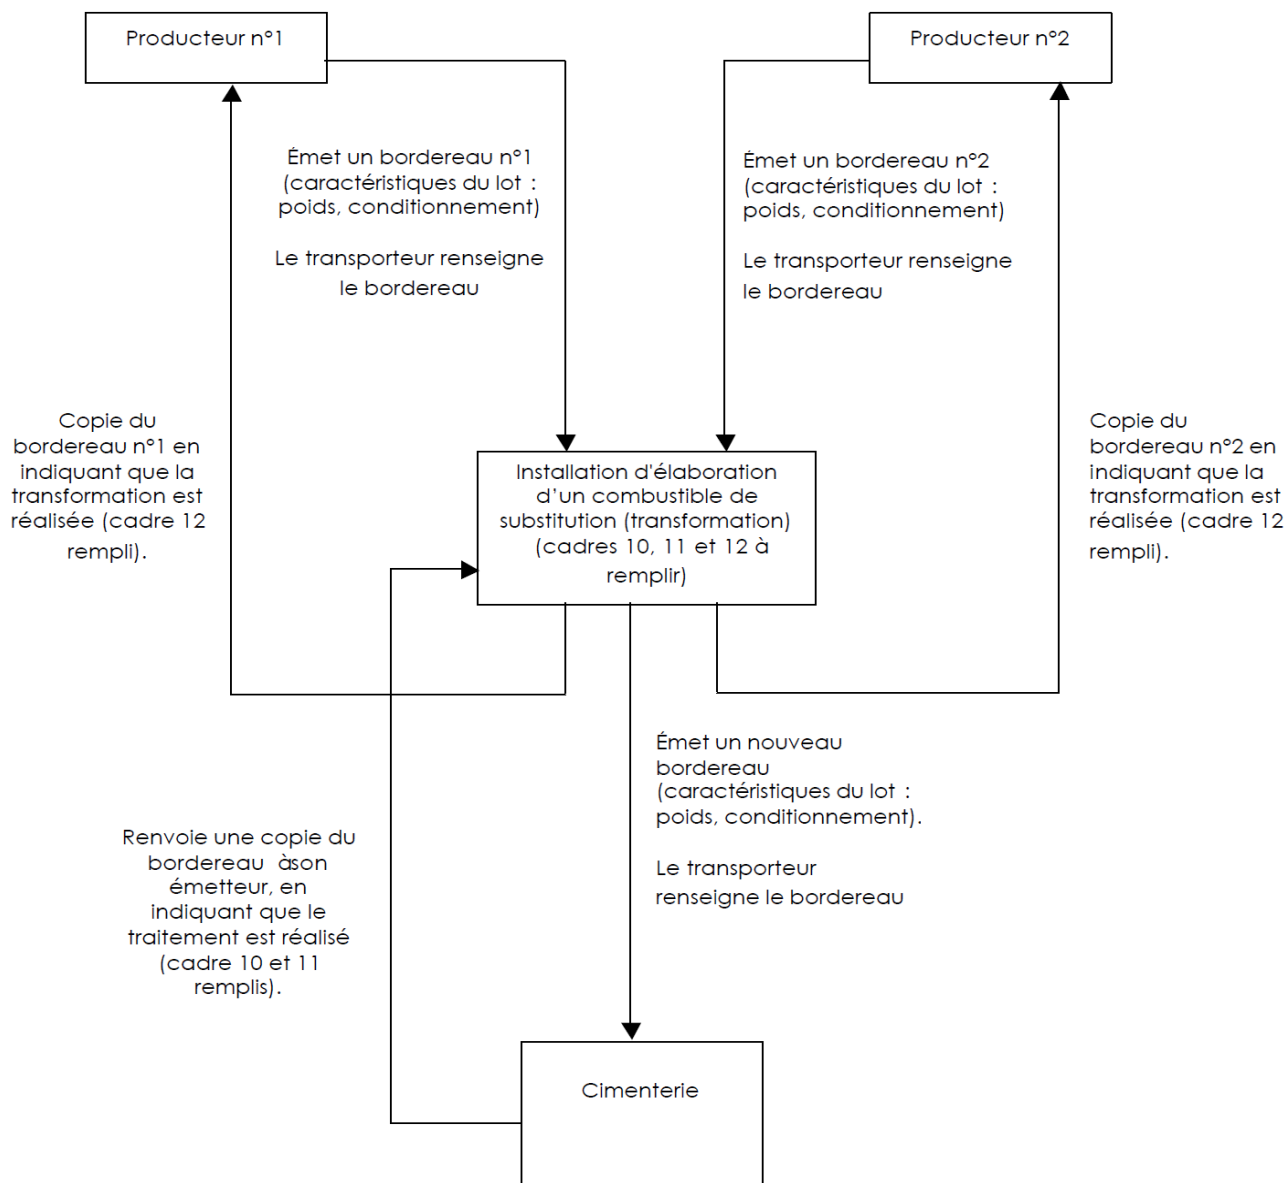 Producteur n°1
Producteur n°2
Émet un bordereau n°1
(caractéristiques du lot :
poids, conditionnement)
Le transporteur renseigne
le bordereau
Émet un bordereau n°2
(caractéristiques du lot :
poids, conditionnement)
Le transporteur renseigne
le bordereau
Copie du
bordereau n°1 en
indiquant que la
transformation est
réalisée (cadre 12
rempli).
Installation d'élaboration
d’un combustible de
substitution (transformation)
(cadres 10, 11 et 12 à
remplir)
Copie du
bordereau n°2 en
indiquant que la
transformation est
réalisée (cadre 12
rempli).
Émet un nouveau
bordereau
(caractéristiques du lot :
poids, conditionnement).
Le transporteur
renseigne le bordereau
Renvoie une copie du
bordereau àson
émetteur, en
indiquant que le
traitement est réalisé
(cadre 10 et 11
remplis).
Cimenterie